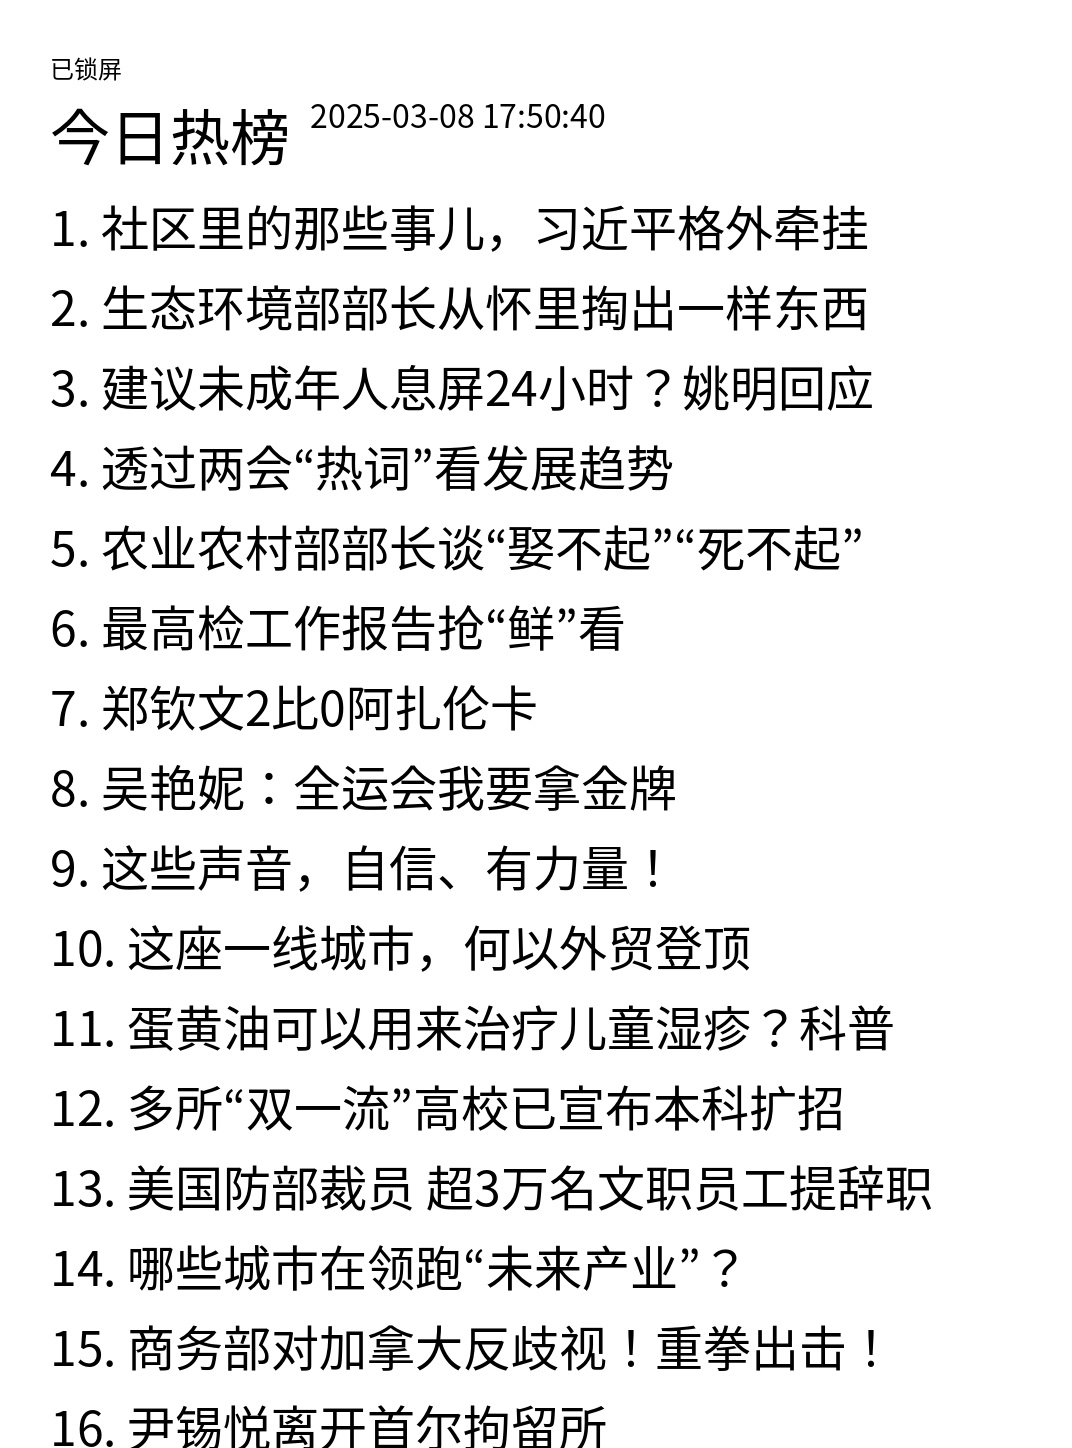 已锁屏
今日热榜 2025-03-08 17:50:40
1. 社区里的那些事儿，习近平格外牵挂
2. 生态环境部部长从怀里掏出一样东西
3. 建议未成年人息屏24小时？姚明回应
4. 透过两会“热词”看发展趋势
5. 农业农村部部长谈“娶不起”“死不起”
6. 最高检工作报告抢“鲜”看
7. 郑钦文2比0阿扎伦卡
8. 吴艳妮：全运会我要拿金牌
9. 这些声音，自信、有力量！
10. 这座一线城市，何以外贸登顶
11. 蛋黄油可以用来治疗儿童湿疹？科普
12. 多所“双一流”高校已宣布本科扩招
13. 美国防部裁员 超3万名文职员工提辞职
14. 哪些城市在领跑“未来产业”？
15. 商务部对加拿大反歧视！重拳出击！
16. 尹锡悦离开首尔拘留所